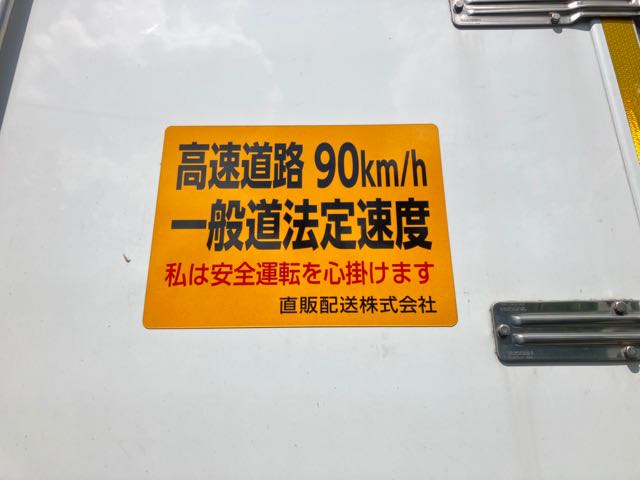 高速道路 90km/h
一般道法定速度
私は安全運転を心掛けます
直販配送株式会社